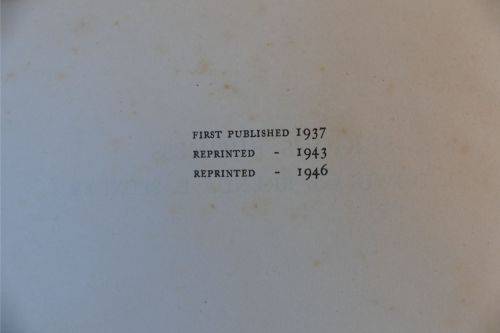 FIRST PUBLISHED 1937
REPRINTED - 1943
REPRINTED - 1946